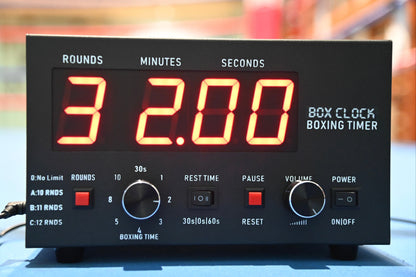 ROUNDS MINUTES SECONDS
3 2.00
BOX CLOCK
BOXING TIMER
0:No Limit ROUNDS 30s REST TIME PAUSE VOLUME POWER
10 1
A:10 RNDS
8 2
B:11 RNDS
5 3
C:12 RNDS
4
BOXING TIME
30s|0s|60s RESET ON|OFF